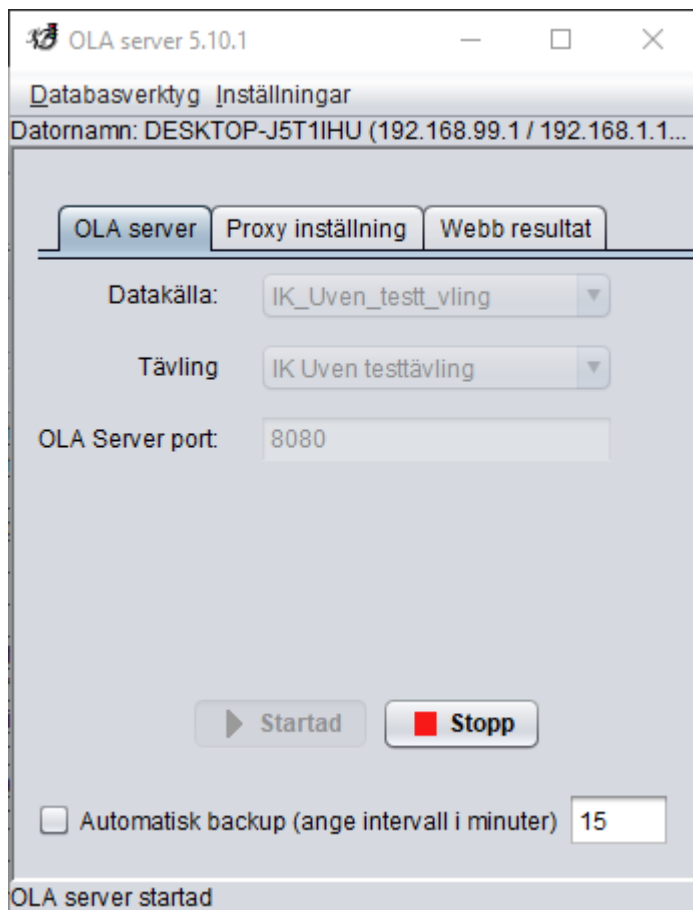 OLA server 5.10.1
Databasverktyg Inställningar
Datornamn: DESKTOP-J5T1IHU (192.168.99.1 / 192.168.1.1...
OLA server Proxy inställning Webb resultat
Datakälla: IK_Uven_testt_vling
Tävling IK Uven testtävling
OLA Server port: 8080
Startad Stopp
Automatisk backup (ange intervall i minuter) 15
OLA server startad